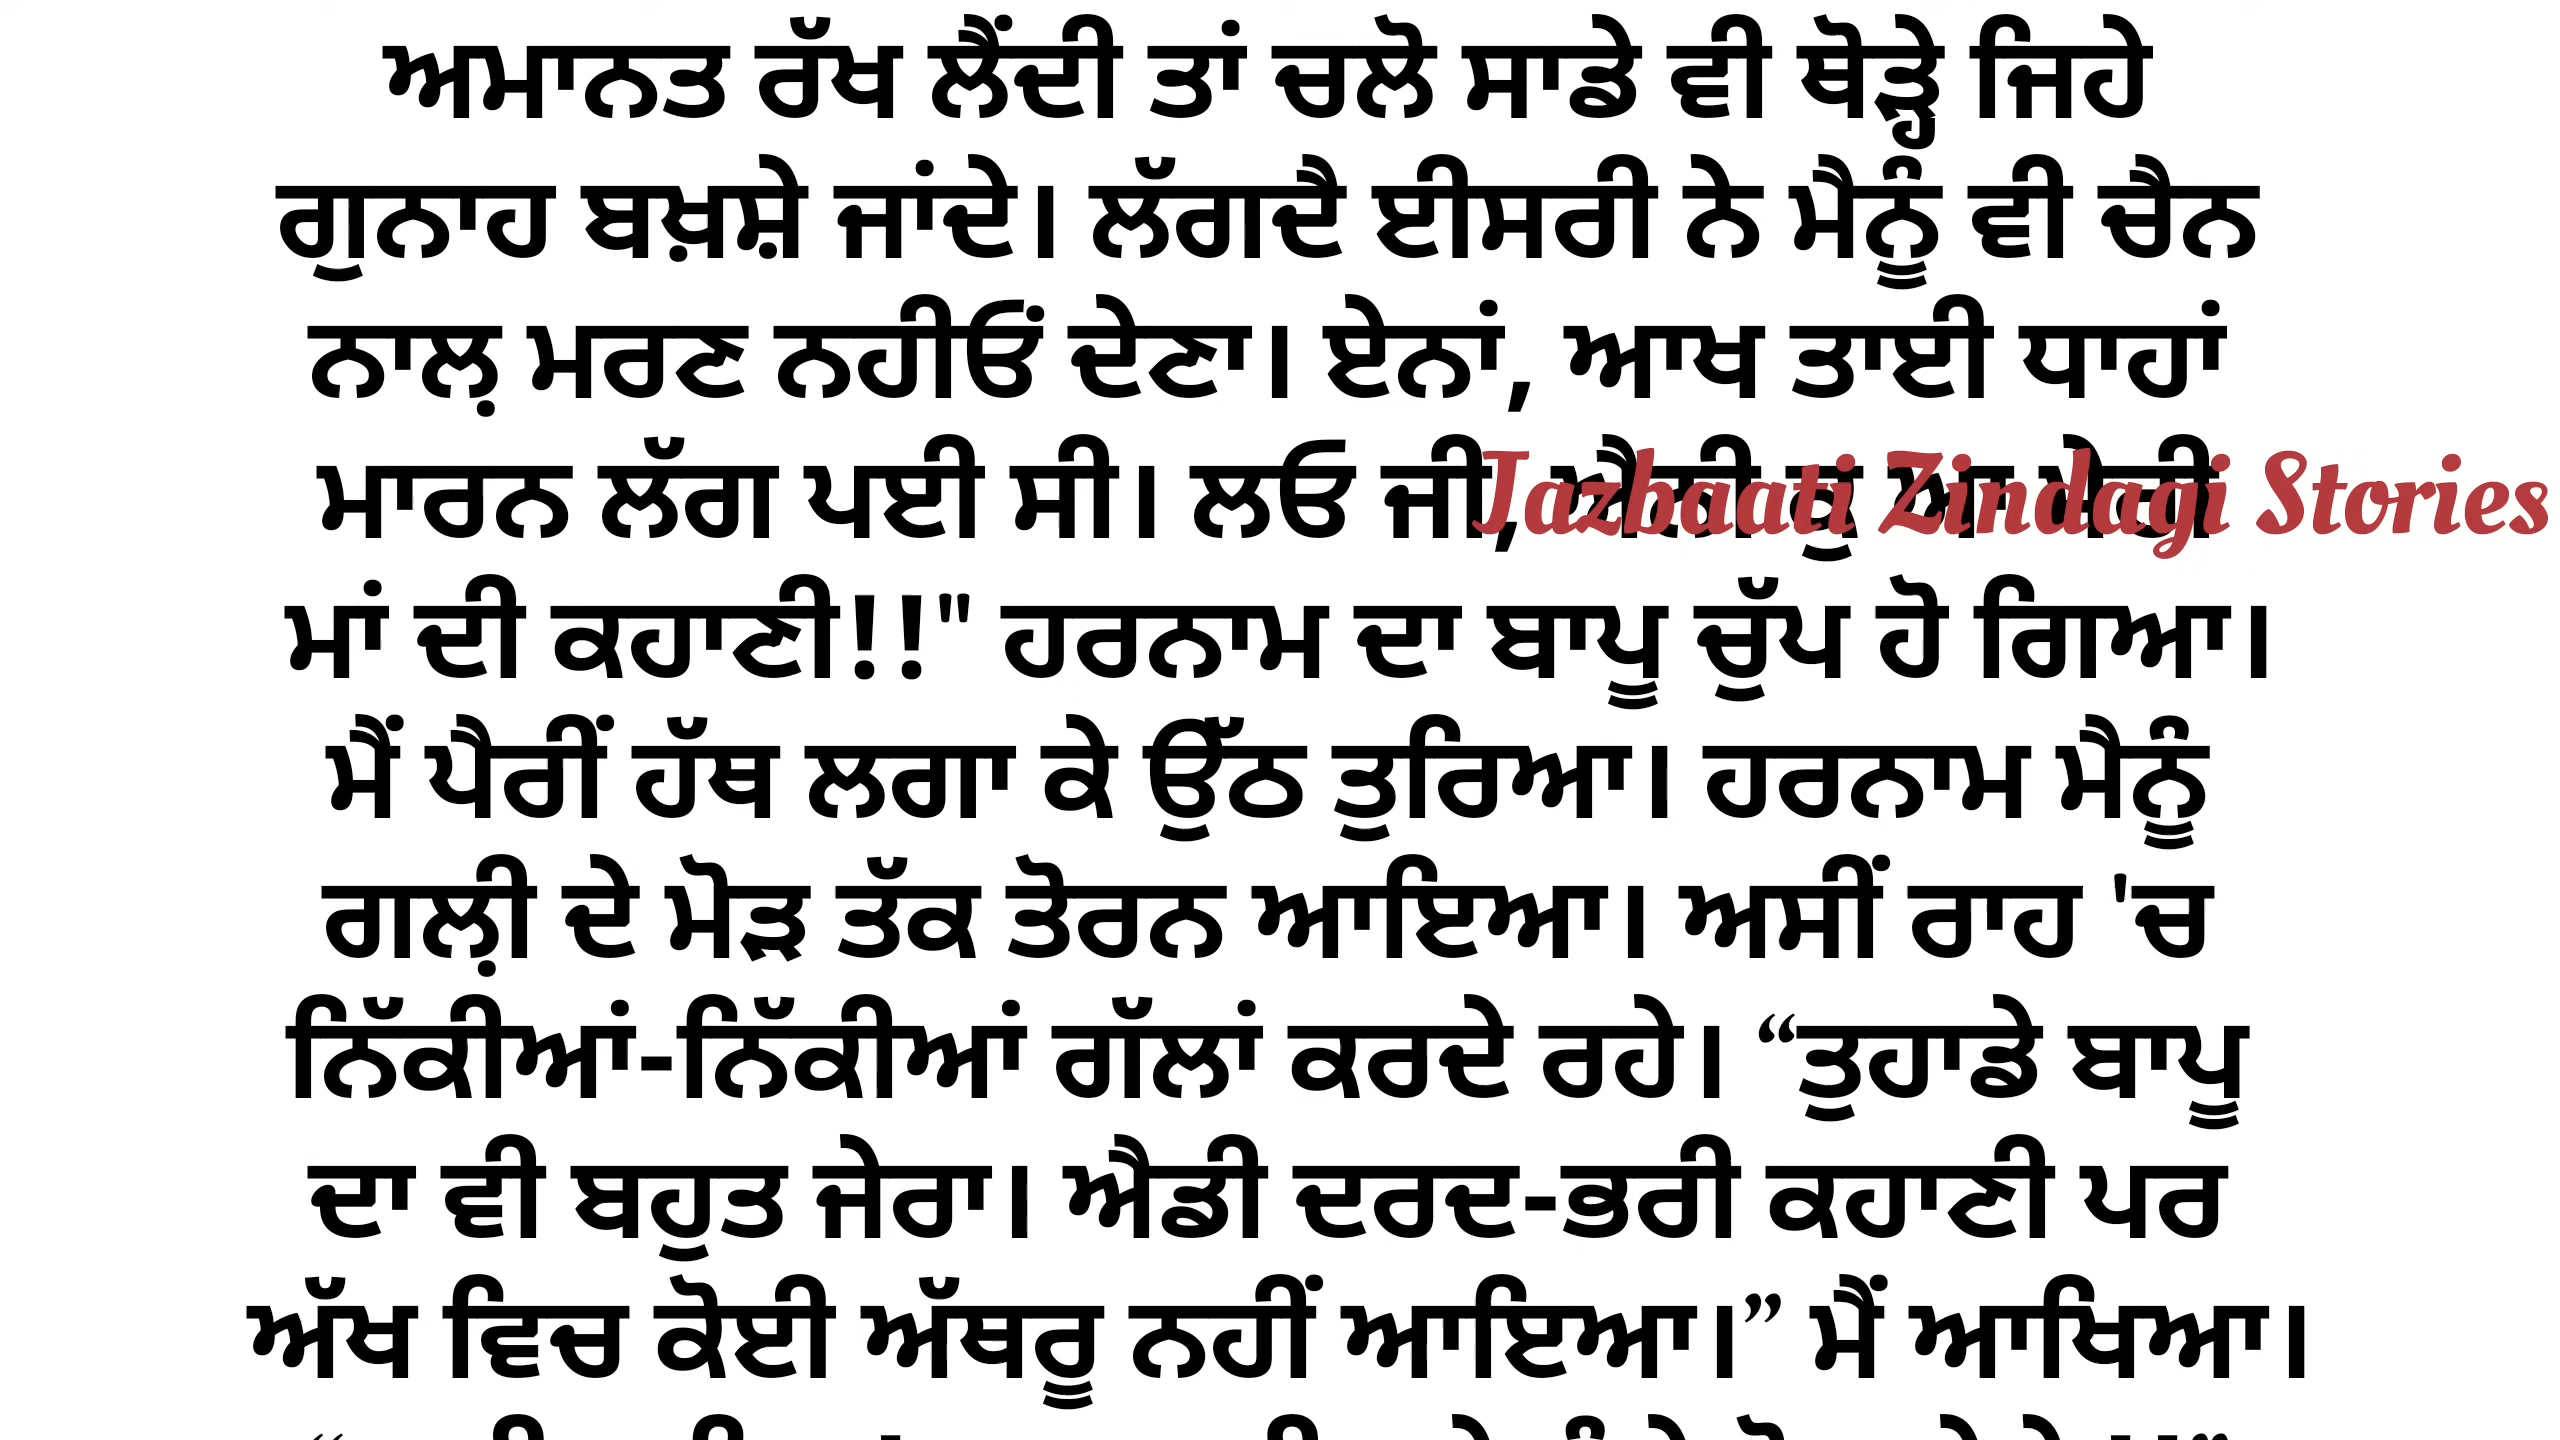 ਅਮਾਨਤ ਰੱਖ ਲੈਂਦੀ ਤਾਂ ਚਲੋ ਸਾਡੇ ਵੀ ਥੋੜ੍ਹੇ ਜਿਹੇ
ਗੁਨਾਹ ਬਖ਼ਸ਼ੇ ਜਾਂਦੇ। ਲੱਗਦੈ ਈਸਰੀ ਨੇ ਮੈਨੂੰ ਵੀ ਚੈਨ
ਨਾਲ਼ ਮਰਣ ਨਹੀਓਂ ਦੇਣਾ। ਏਨਾਂ, ਆਖ ਤਾਈ ਧਾਹਾਂ
ਮਾਰਨ ਲੱਗ ਪਈ ਸੀ। ਲਓ ਜੀ,
Jazbaati Zindagi Stories
ਮਾਂ ਦੀ ਕਹਾਣੀ!!" ਹਰਨਾਮ ਦਾ ਬਾਪੂ ਚੁੱਪ ਹੋ ਗਿਆ।
ਮੈਂ ਪੈਰੀਂ ਹੱਥ ਲਗਾ ਕੇ ਉੱਠ ਤੁਰਿਆ। ਹਰਨਾਮ ਮੈਨੂੰ
ਗਲ਼ੀ ਦੇ ਮੋੜ ਤੱਕ ਤੋਰਨ ਆਇਆ। ਅਸੀਂ ਰਾਹ 'ਚ
ਨਿੱਕੀਆਂ-ਨਿੱਕੀਆਂ ਗੱਲਾਂ ਕਰਦੇ ਰਹੇ। “ਤੁਹਾਡੇ ਬਾਪੂ
ਦਾ ਵੀ ਬਹੁਤ ਜੇਰਾ। ਐਡੀ ਦਰਦ-ਭਰੀ ਕਹਾਣੀ ਪਰ
ਅੱਖ ਵਿਚ ਕੋਈ ਅੱਥਰੂ ਨਹੀਂ ਆਇਆ।” ਮੈਂ ਆਖਿਆ।